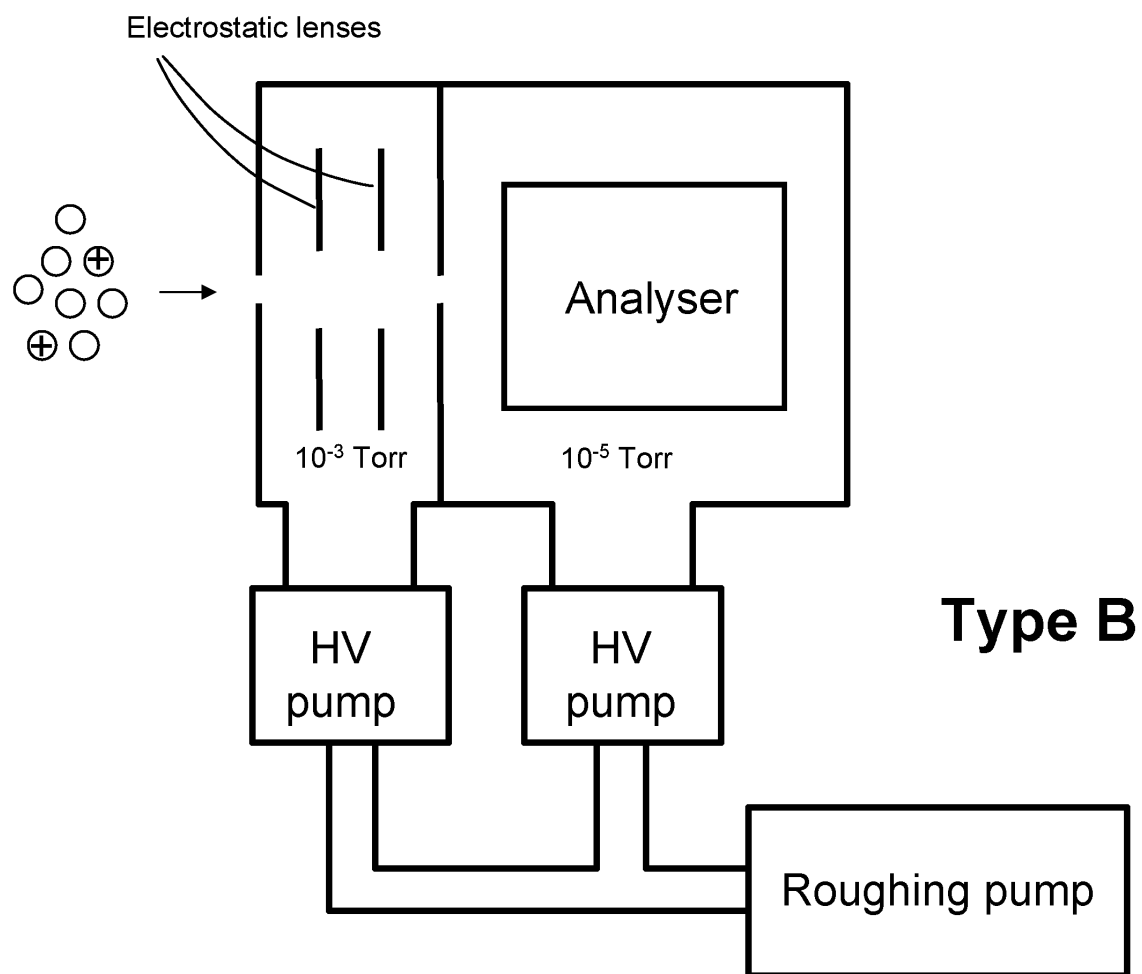 Electrostatic lenses
+
+
Analyser
10⁻³ Torr
10⁻⁵ Torr
HV
pump
HV
pump
Type B
Roughing pump